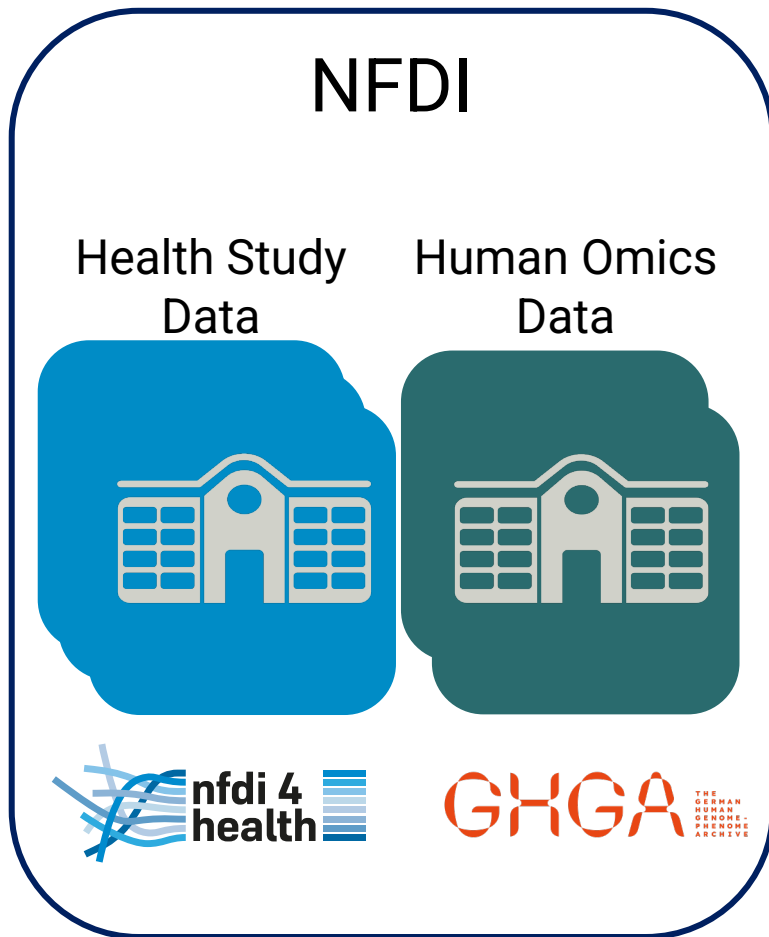 NFDI
Health Study
Data
Human Omics
Data
nfdi 4
health
GHGA
THE
GERMAN
HUMAN
GENOME-
PHENOME
ARCHIVE